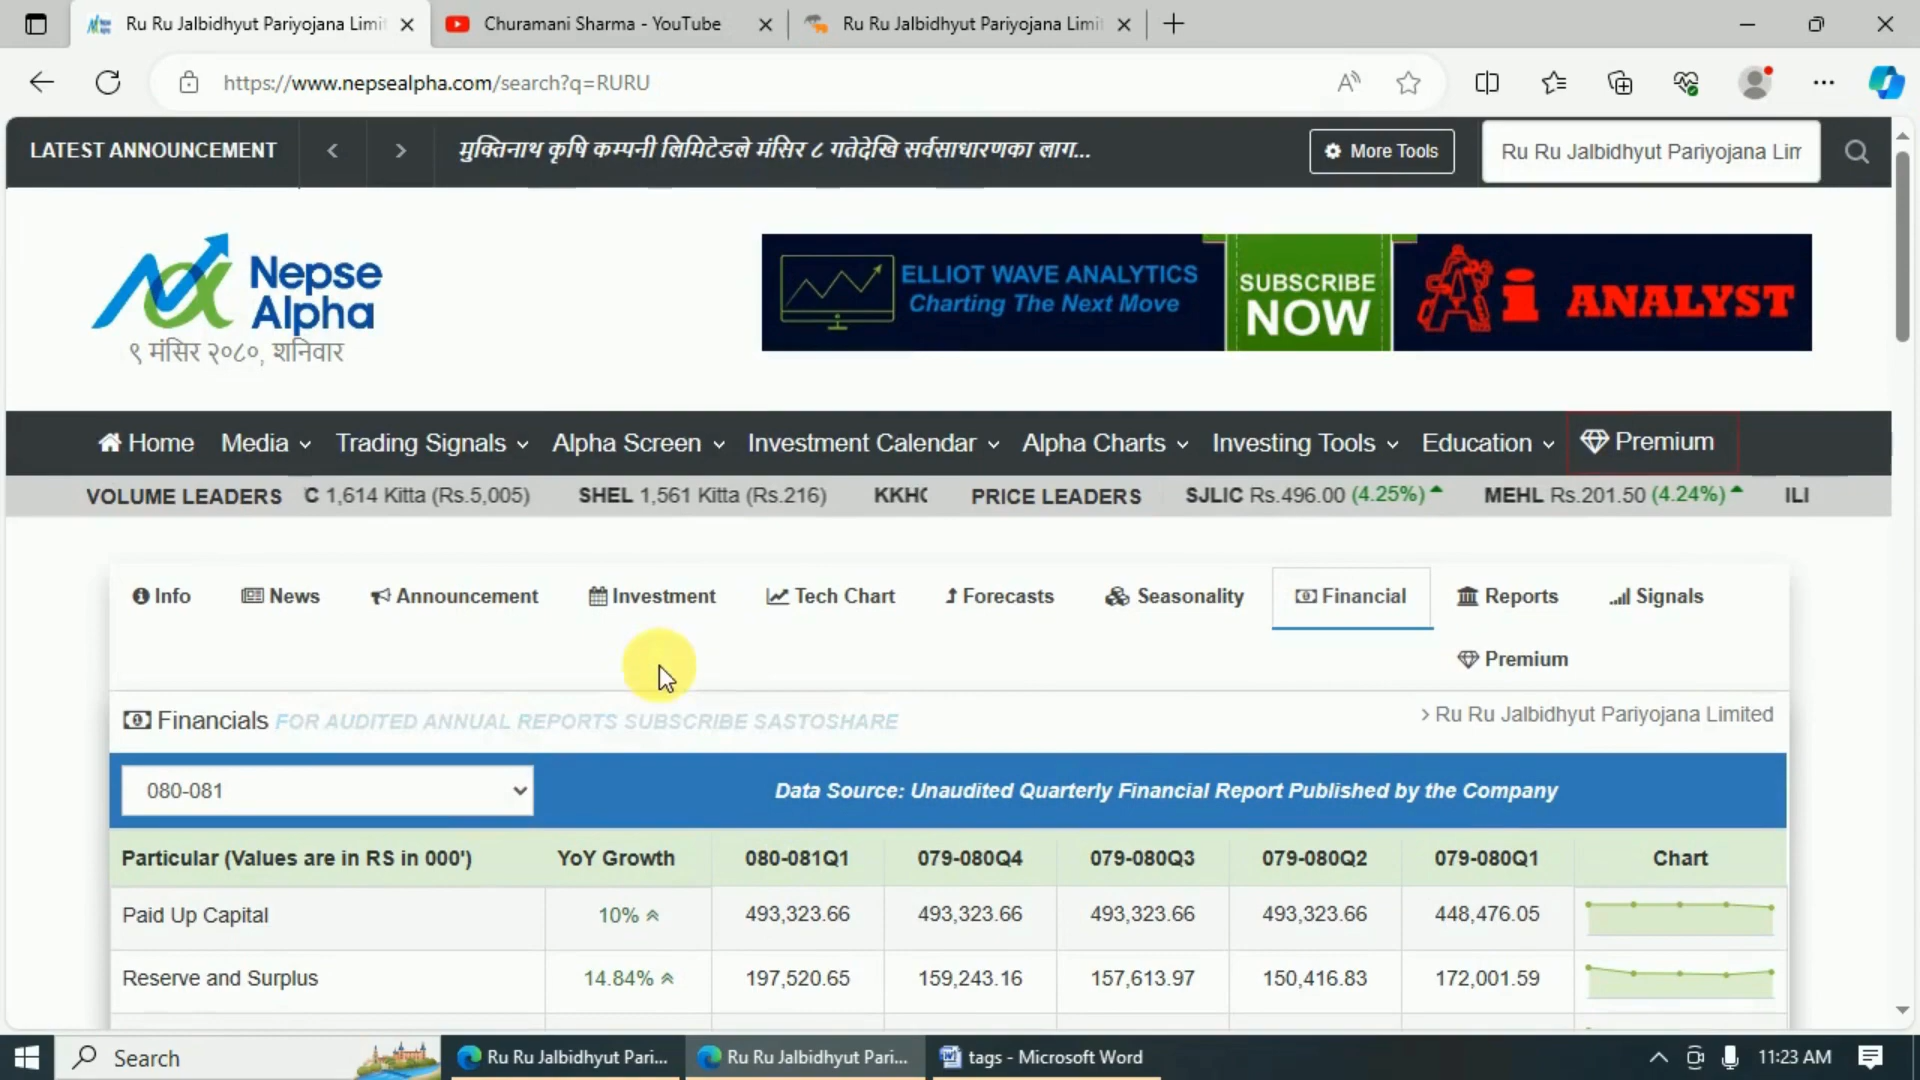 Ru Ru Jalbidhyut Pariyojana Limit
Churamani Sharma - YouTube
Ru Ru Jalbidhyut Pariyojana Limit
https://www.nepsealpha.com/search?q=RURU
LATEST ANNOUNCEMENT
मुक्तिनाथ कृषि कम्पनी लिमिटेडले मंसिर ८ गतेदेखि सर्वसाधारणका लाग...
More Tools
Ru Ru Jalbidhyut Pariyojana Lim
Nepse
Alpha
९ मंसिर २०८०, शनिवार
ELLIOT WAVE ANALYTICS
Charting The Next Move
SUBSCRIBE
NOW
Ai ANALYST
Home Media Trading Signals Alpha Screen Investment Calendar Alpha Charts Investing Tools Education Premium
VOLUME LEADERS C 1,614 Kitta (Rs.5,005) SHEL 1,561 Kitta (Rs.216) KKHC PRICE LEADERS SJLIC Rs.496.00 (4.25%) MEHL Rs.201.50 (4.24%) ILI
Info News Announcement Investment Tech Chart Forecasts Seasonality Financial Reports Signals
Premium
Financials FOR AUDITED ANNUAL REPORTS SUBSCRIBE SASTOSHARE
> Ru Ru Jalbidhyut Pariyojana Limited
080-081
Data Source: Unaudited Quarterly Financial Report Published by the Company
Particular (Values are in RS in 000') YoY Growth 080-081Q1 079-080Q4 079-080Q3 079-080Q2 079-080Q1 Chart
Paid Up Capital 10% 493,323.66 493,323.66 493,323.66 493,323.66 448,476.05
Reserve and Surplus 14.84% 197,520.65 159,243.16 157,613.97 150,416.83 172,001.59
Search
Ru Ru Jalbidhyut Pari...
Ru Ru Jalbidhyut Pari...
tags - Microsoft Word
11:23 AM